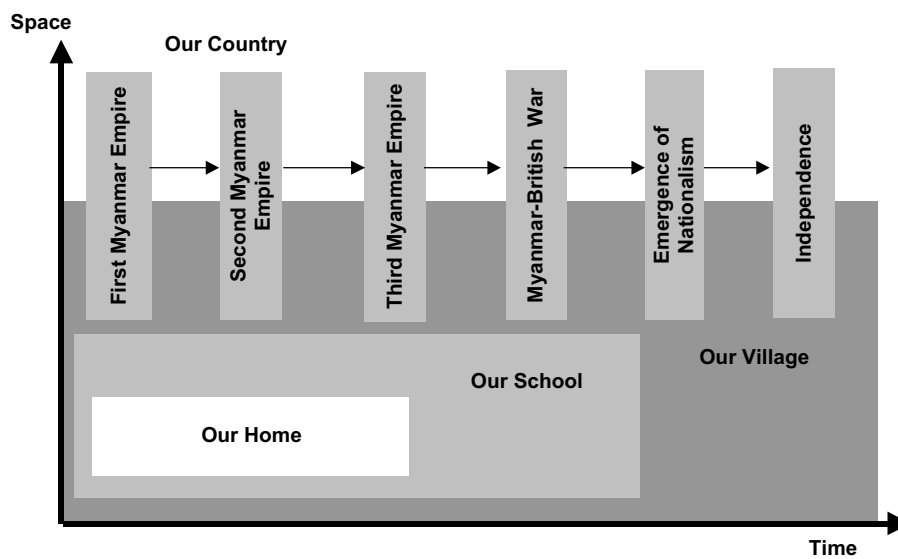 Space
Our Country
First Myanmar Empire
Second Myanmar
Empire
Third Myanmar Empire
Myanmar-British War
Emergence of
Nationalism
Independence
Our Village
Our School
Our Home
Time